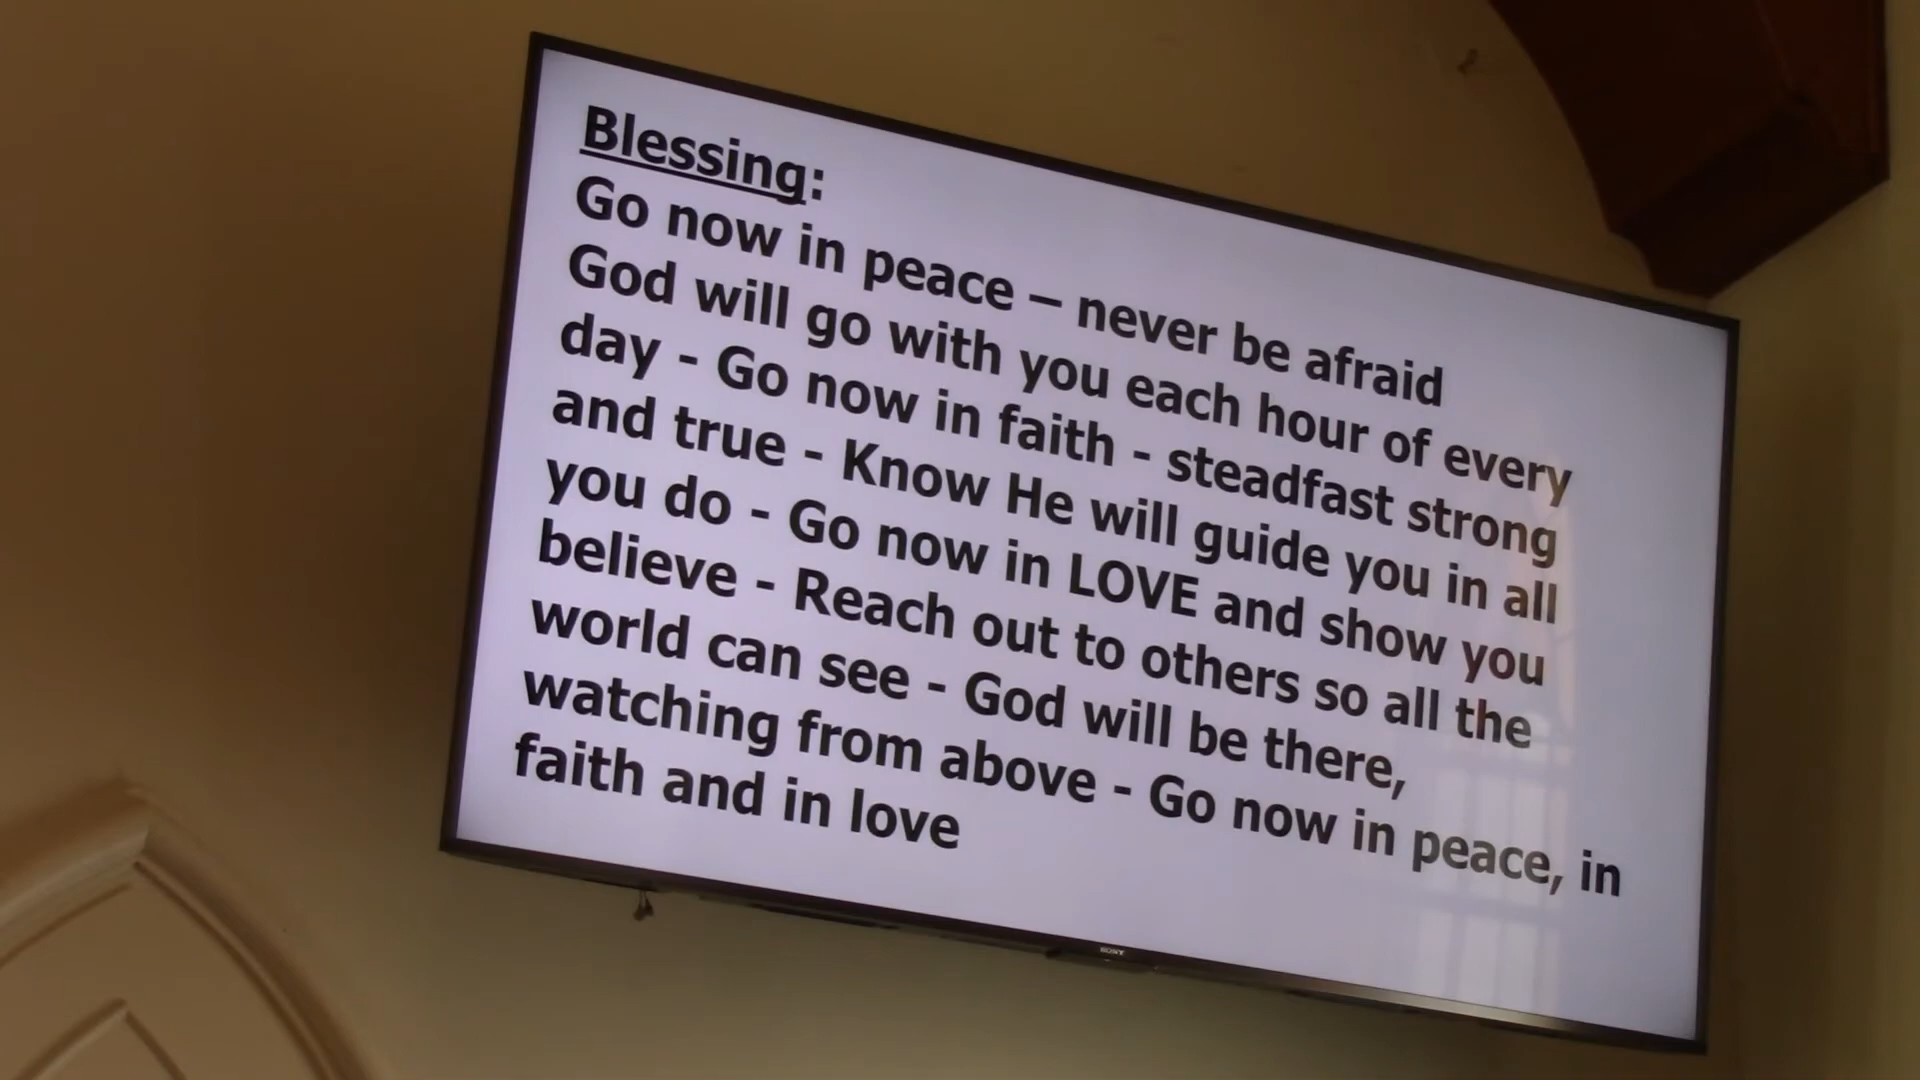 Blessing:
Go now in peace – never be afraid
God will go with you each hour of every
day - Go now in faith - steadfast strong
and true - Know He will guide you in all
you do - Go now in LOVE and show you
believe - Reach out to others so all the
world can see - God will be there,
watching from above - Go now in peace, in
faith and in love
SONY